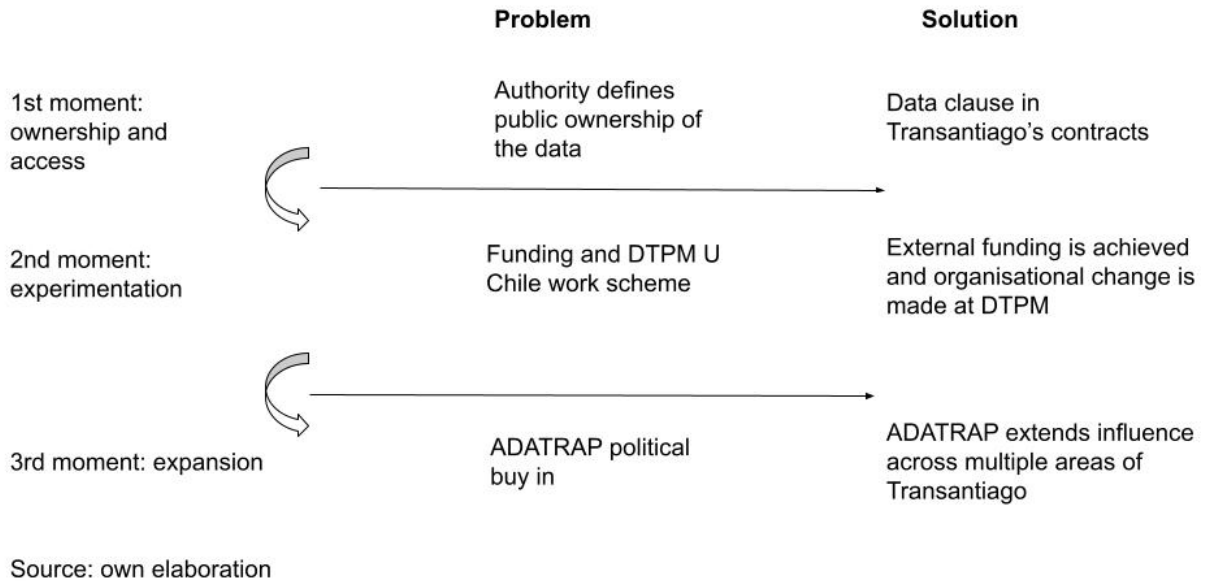 Problem
Solution
1st moment:
ownership and
access
Authority defines
public ownership of
the data
Data clause in
Transantiago’s contracts
2nd moment:
experimentation
Funding and DTPM U
Chile work scheme
External funding is achieved
and organisational change is
made at DTPM
3rd moment: expansion
ADATRAP political
buy in
ADATRAP extends influence
across multiple areas of
Transantiago
Source: own elaboration